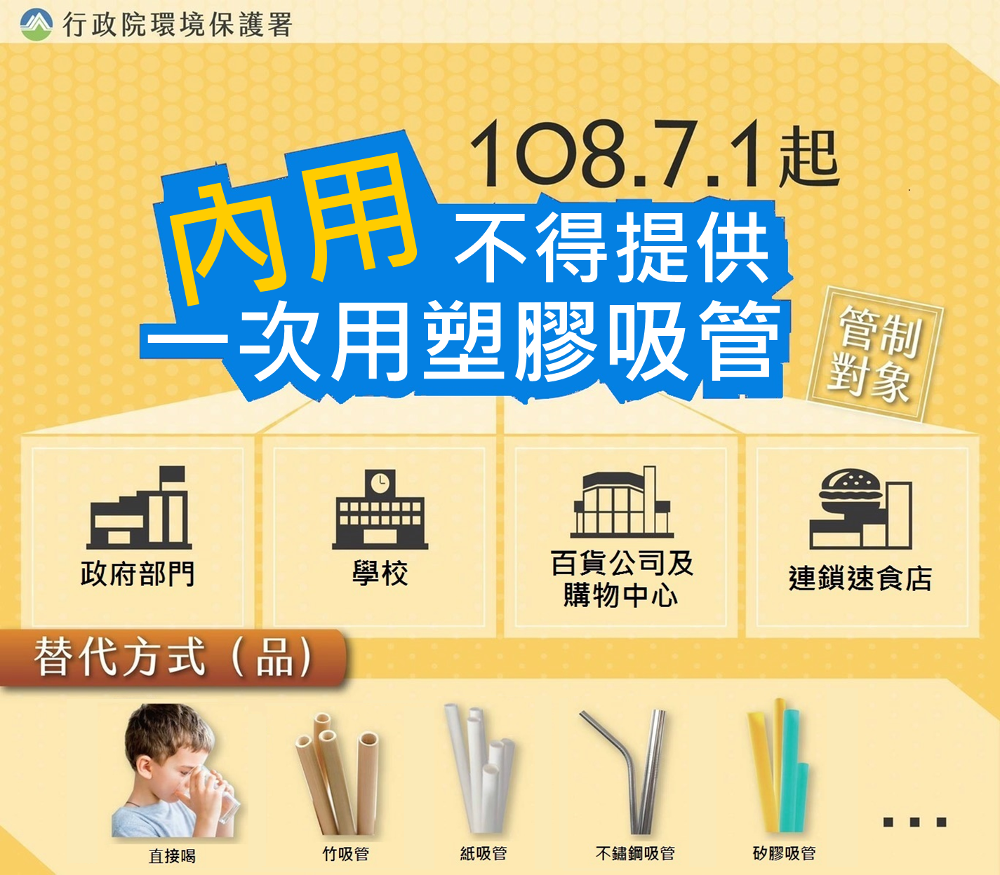 行政院環境保護署
108.7.1起
內用 不得提供
一次用塑膠吸管
管制
對象
政府部門
學校
百貨公司及
購物中心
連鎖速食店
替代方式（品）
直接喝
竹吸管
紙吸管
不鏽鋼吸管
矽膠吸管
...